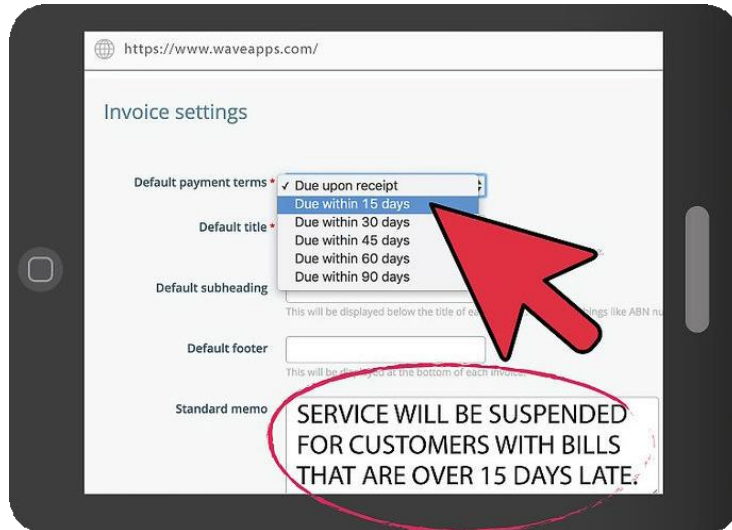 https://www.waveapps.com/
Invoice settings
Default payment terms *
✓ Due upon receipt
Due within 15 days
Due within 30 days
Due within 45 days
Due within 60 days
Due within 90 days
Default title *
Default subheading
This will be displayed below the title of ea
ings like ABN nu
Default footer
This will be displayed at the bottom of each invoice.
Standard memo
SERVICE WILL BE SUSPENDED
FOR CUSTOMERS WITH BILLS
THAT ARE OVER 15 DAYS LATE.